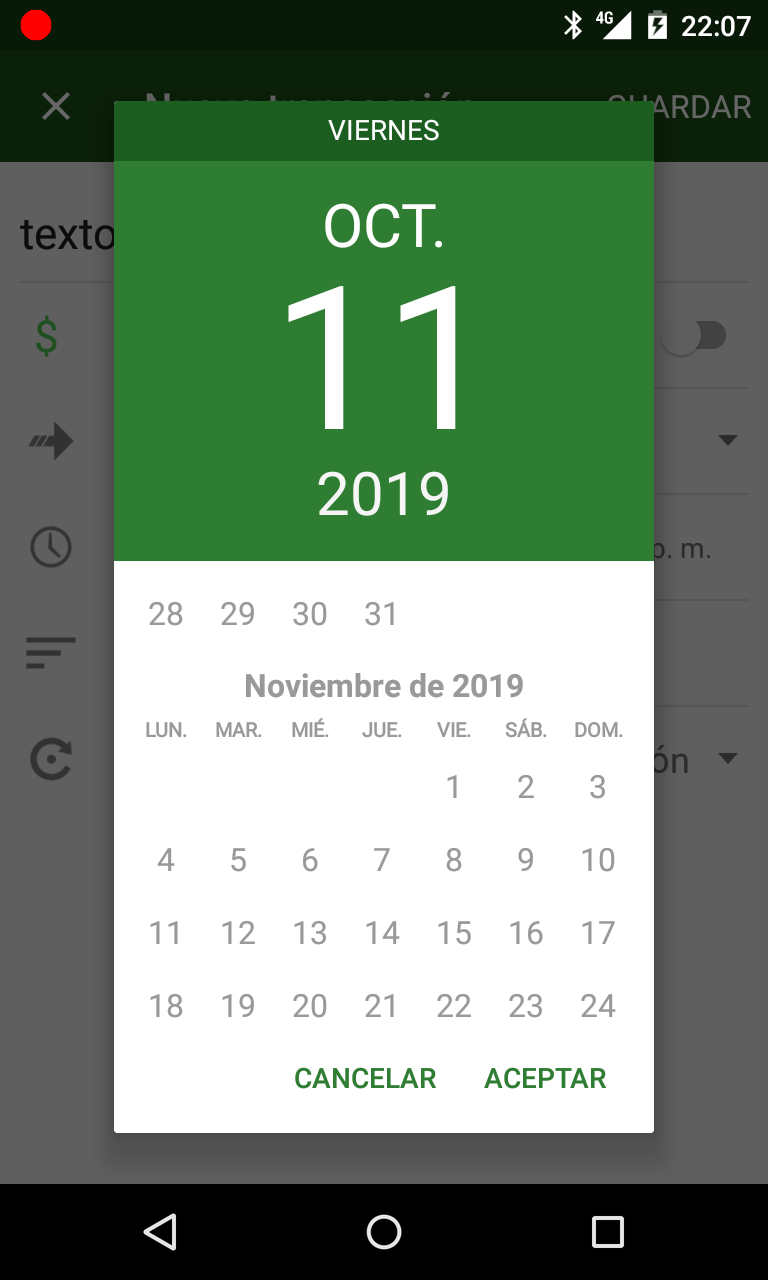 4G 22:07
VIERNES
OCT.
11
2019
texto
$
p. m.
28 29 30 31
Noviembre de 2019
LUN. MAR. MIÉ. JUE. VIE. SÁB. DOM.
1 2 3
4 5 6 7 8 9 10
11 12 13 14 15 16 17
18 19 20 21 22 23 24
CANCELAR ACEPTAR